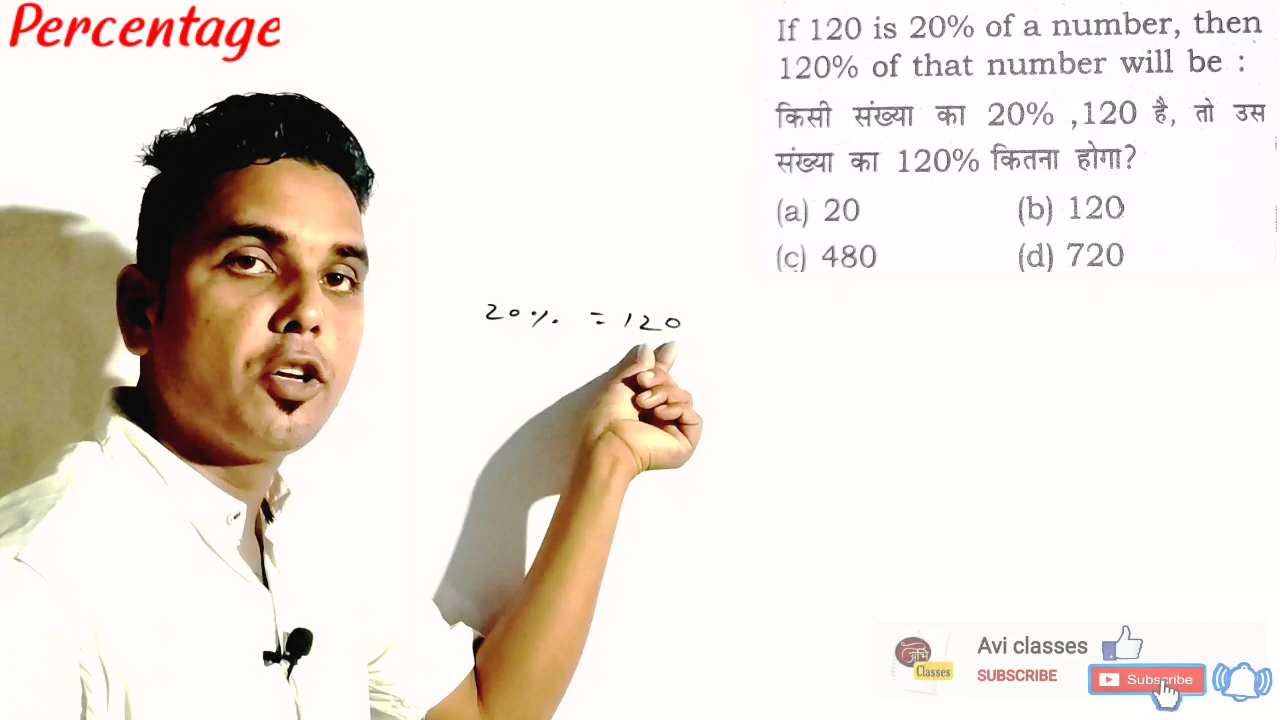 Percentage
If 120 is 20% of a number, then
120% of that number will be :
किसी संख्या का 20% ,120 है, तो उस
संख्या का 120% कितना होगा?
(a) 20 (b) 120
(c) 480 (d) 720
20% = 120
Avi classes
SUBSCRIBE
Subscribe
अभि
Classes